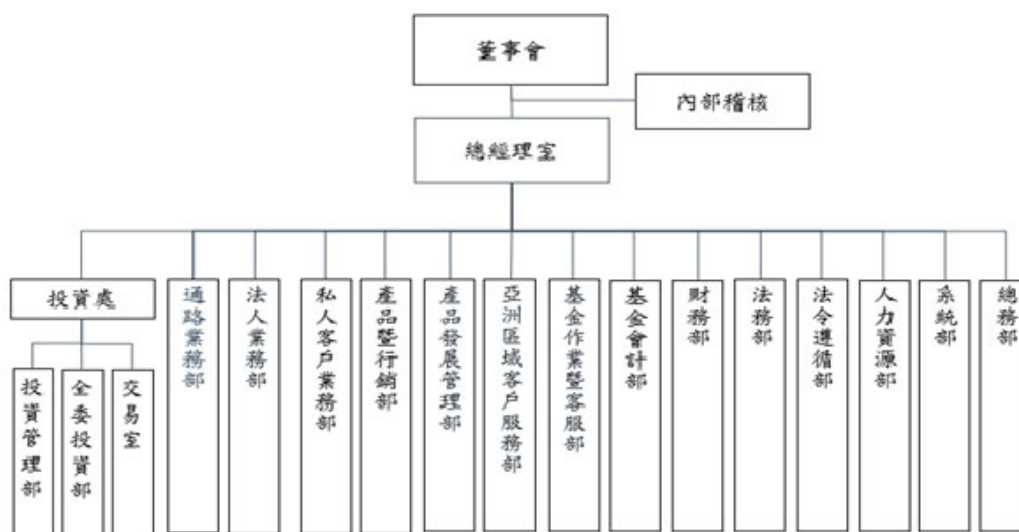 董事會
內部稽核
總經理室
投資處
投資管理部
全委投資部
交易室
通路業務部
法人業務部
私人客戶業務部
產品暨行銷部
產品發展管理部
亞洲區域客戶服務部
基金作業暨客服部
基金會計部
財務部
法務部
法令遵循部
人力資源部
系統部
總務部